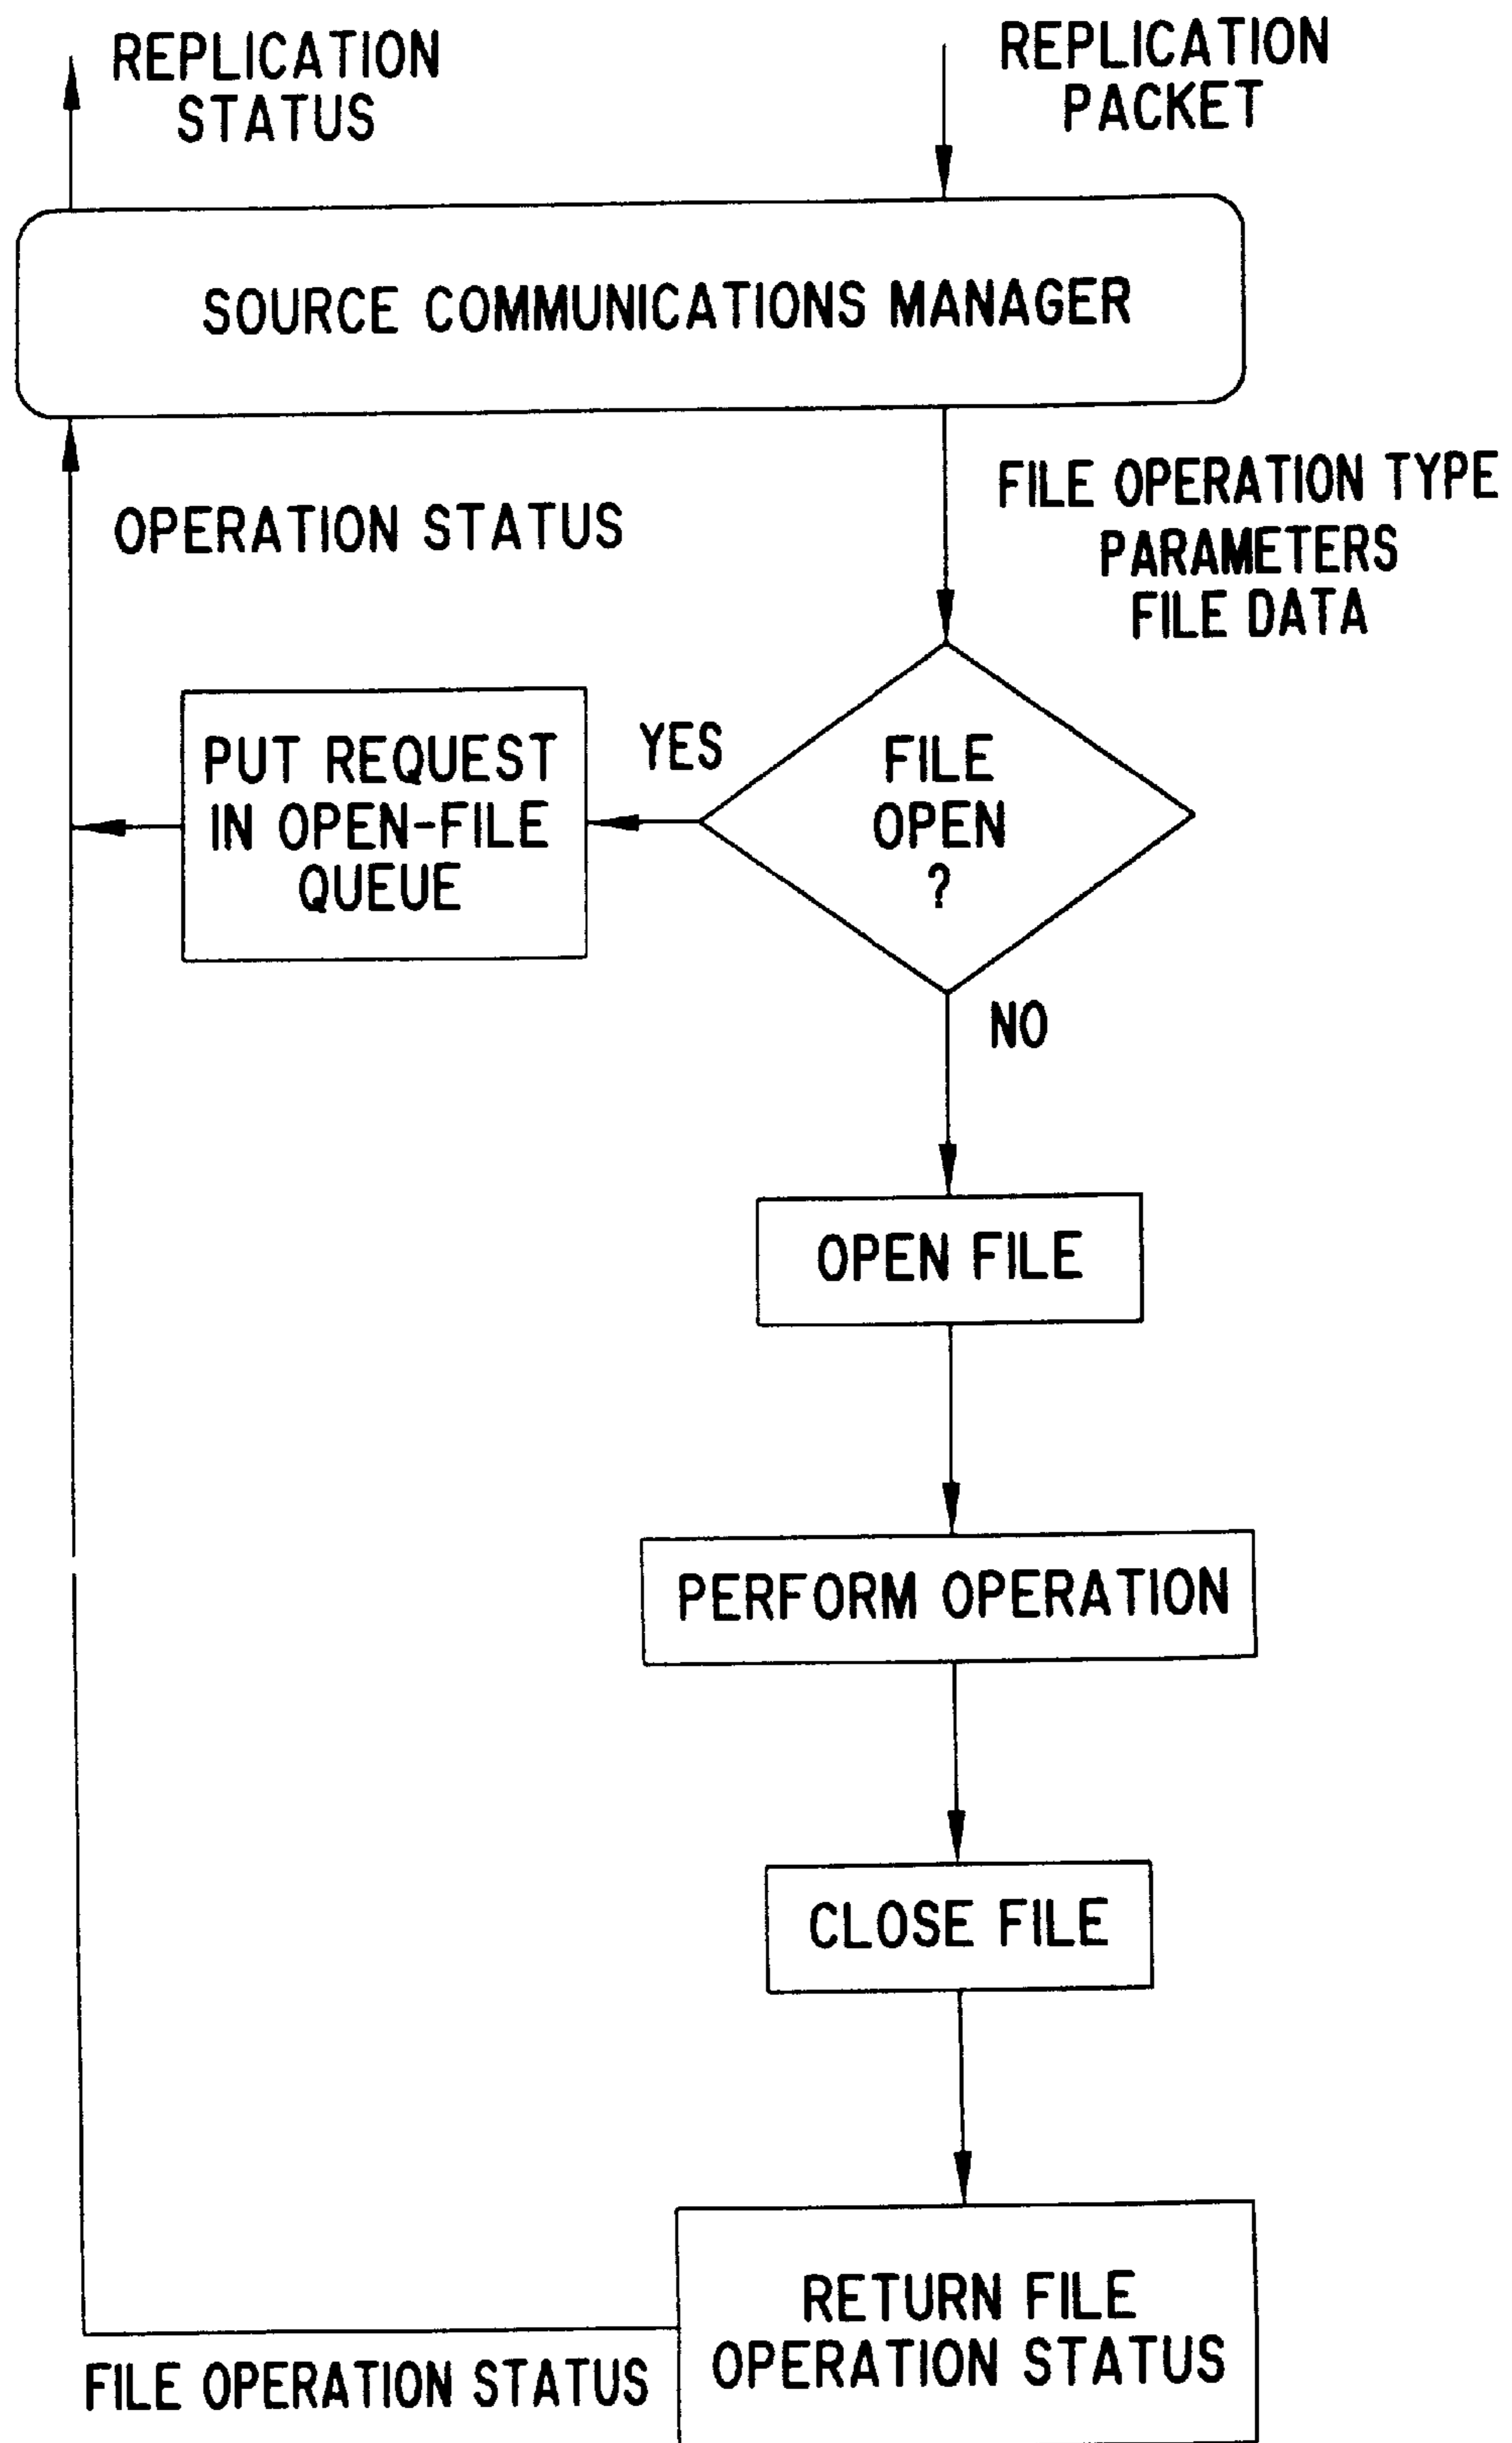 REPLICATION
STATUS
REPLICATION
PACKET
SOURCE COMMUNICATIONS MANAGER
OPERATION STATUS
FILE OPERATION TYPE
PARAMETERS
FILE DATA
PUT REQUEST
IN OPEN-FILE
QUEUE
YES
FILE
OPEN
?
NO
OPEN FILE
PERFORM OPERATION
CLOSE FILE
RETURN FILE
OPERATION STATUS
FILE OPERATION STATUS